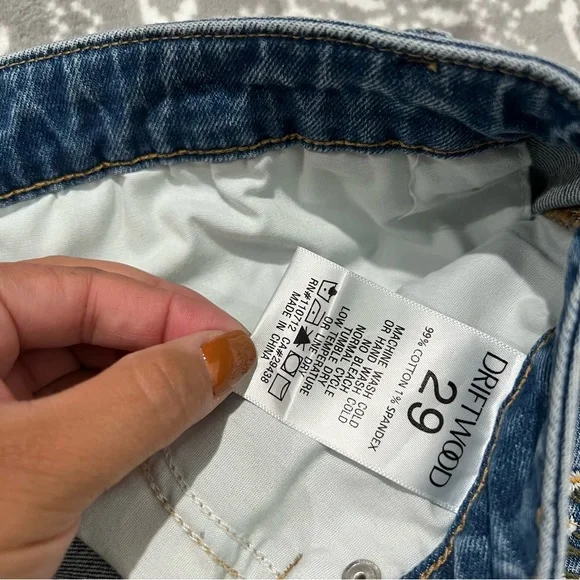 DRIFTWOOD
29
99% COTTON 1% SPANDEX
MACHINE WASH COLD
OR HAND WASH COLD
NO BLEACH
NORMAL CYCLE
TUMBLE DRY
LOW TEMPERATURE
OR LINE DRY
RN#110712 CA#29438
MADE IN CHINA